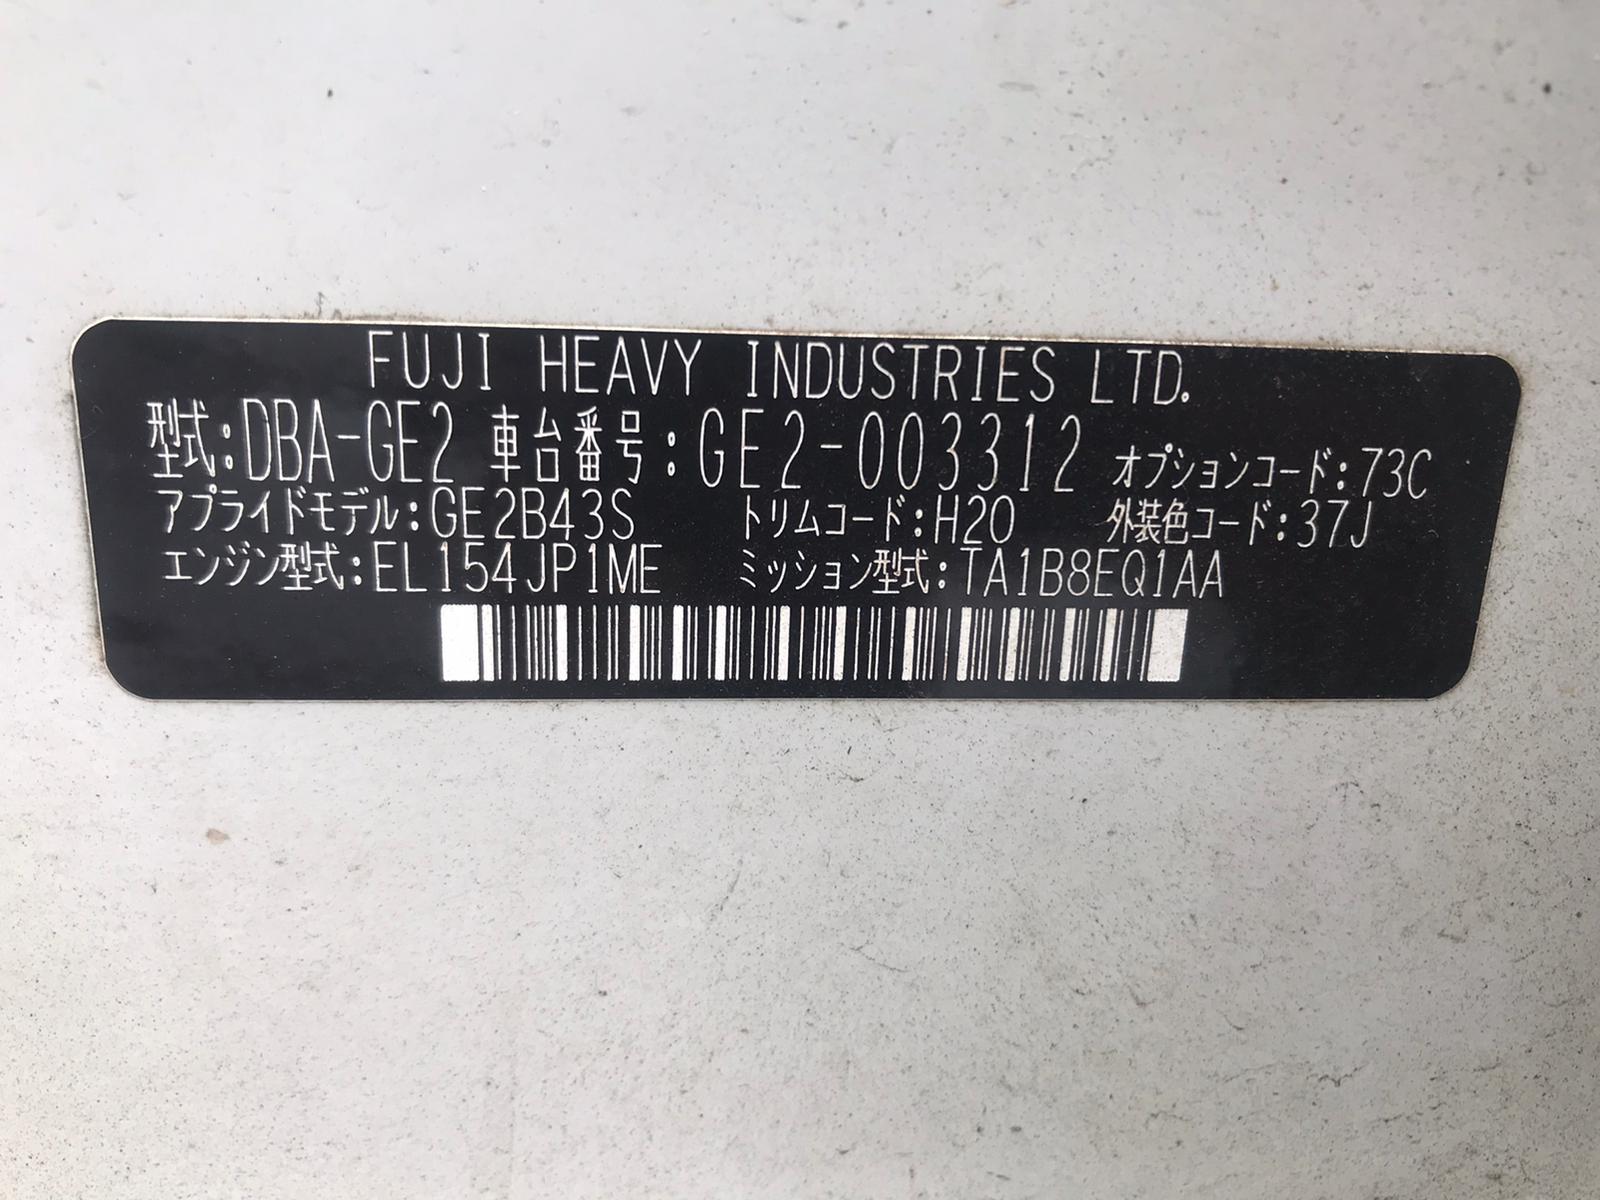 FUJI HEAVY INDUSTRIES LTD.
型式:DBA-GE2 車台番号:GE2-003312 オプションコード:73C
アプライドモデル:GE2B43S トリムコード:H20 外装色コード:37J
エンジン型式:EL154JP1ME ミッション型式:TA1B8EQ1AA